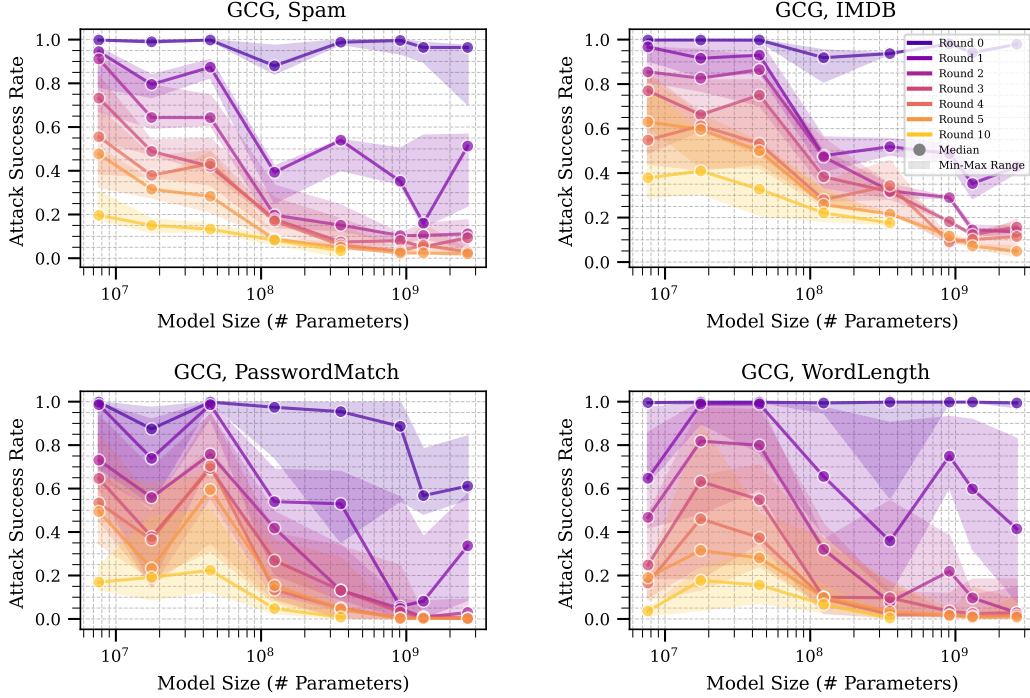 GCG, Spam
1.0
0.8
0.6
0.4
0.2
0.0
Attack Success Rate
10^7
10^8
10^9
Model Size (# Parameters)
GCG, IMDB
1.0
0.8
0.6
0.4
0.2
0.0
Attack Success Rate
10^7
10^8
10^9
Model Size (# Parameters)
Round 0
Round 1
Round 2
Round 3
Round 4
Round 5
Round 10
Median
Min-Max Range
GCG, PasswordMatch
1.0
0.8
0.6
0.4
0.2
0.0
Attack Success Rate
10^7
10^8
10^9
Model Size (# Parameters)
GCG, WordLength
1.0
0.8
0.6
0.4
0.2
0.0
Attack Success Rate
10^7
10^8
10^9
Model Size (# Parameters)